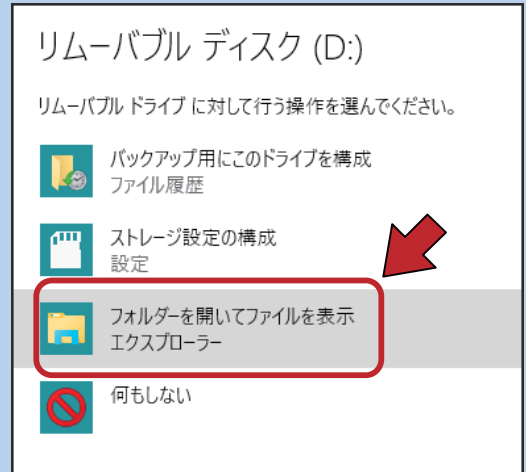 リムーバブル ディスク (D:)
リムーバブル ドライブ に対して行う操作を選んでください。
バックアップ用にこのドライブを構成
ファイル履歴
ストレージ設定の構成
設定
フォルダーを開いてファイルを表示
エクスプローラー
何もしない